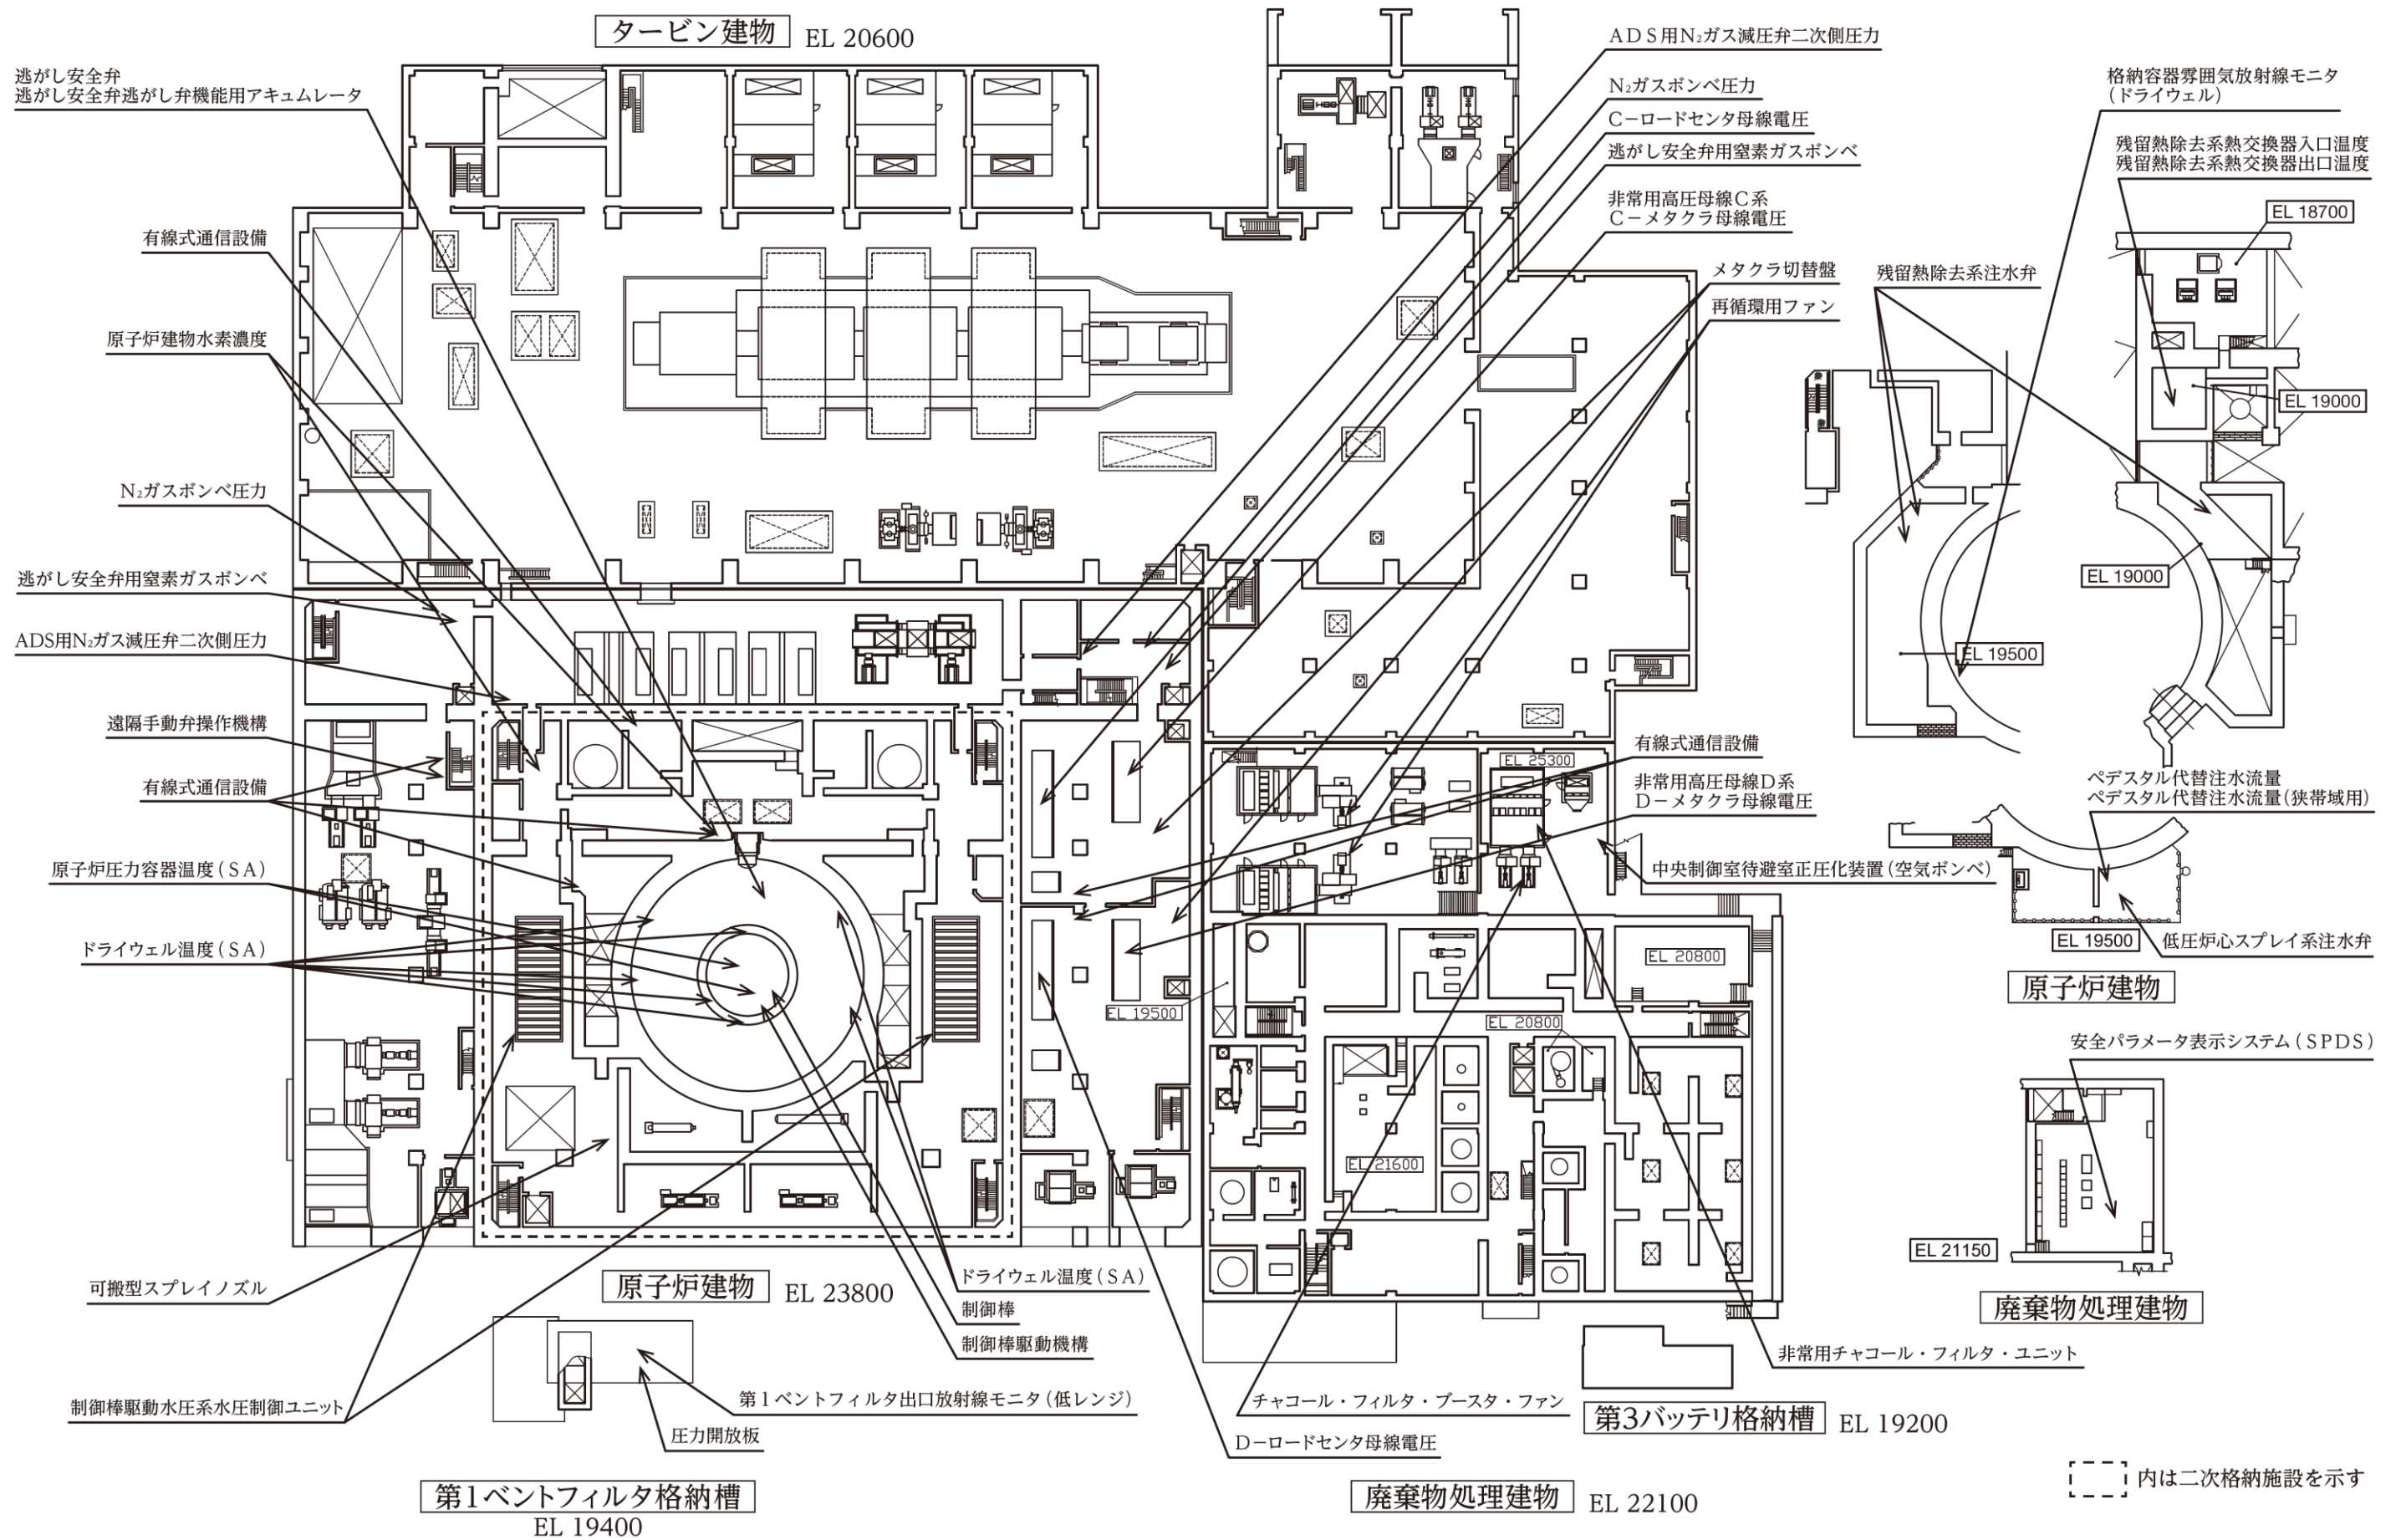 タービン建物 EL 20600
逃がし安全弁
逃がし安全弁逃がし弁機能用アキュムレータ
有線式通信設備
原子炉建物水素濃度
N₂ガスボンベ圧力
逃がし安全弁用窒素ガスボンベ
ADS用N₂ガス減圧弁二次側圧力
遠隔手動弁操作機構
有線式通信設備
原子炉圧力容器温度(SA)
ドライウェル温度(SA)
可搬型スプレイノズル
制御棒駆動水圧系水圧制御ユニット
ADS用N₂ガス減圧弁二次側圧力
N₂ガスボンベ圧力
C−ロードセンタ母線電圧
逃がし安全弁用窒素ガスボンベ
非常用高圧母線C系
C−メタクラ母線電圧
メタクラ切替盤
再循環用ファン
有線式通信設備
非常用高圧母線D系
D−メタクラ母線電圧
中央制御室待避室正圧化装置(空気ボンベ)
EL 25300
EL 19500
EL 20800
EL 20800
EL 21600
ドライウェル温度(SA)
制御棒
制御棒駆動機構
原子炉建物 EL 23800
第1ベントフィルタ出口放射線モニタ(低レンジ)
圧力開放板
第1ベントフィルタ格納槽
EL 19400
非常用チャコール・フィルタ・ユニット
チャコール・フィルタ・ブースタ・ファン
D−ロードセンタ母線電圧
第3バッテリ格納槽 EL 19200
廃棄物処理建物 EL 22100
格納容器雰囲気放射線モニタ
(ドライウェル)
残留熱除去系熱交換器入口温度
残留熱除去系熱交換器出口温度
EL 18700
残留熱除去系注水弁
EL 19000
EL 19000
EL 19500
ペデスタル代替注水流量
ペデスタル代替注水流量(狭帯域用)
EL 19500
低圧炉心スプレイ系注水弁
原子炉建物
安全パラメータ表示システム(SPDS)
EL 21150
廃棄物処理建物
内は二次格納施設を示す